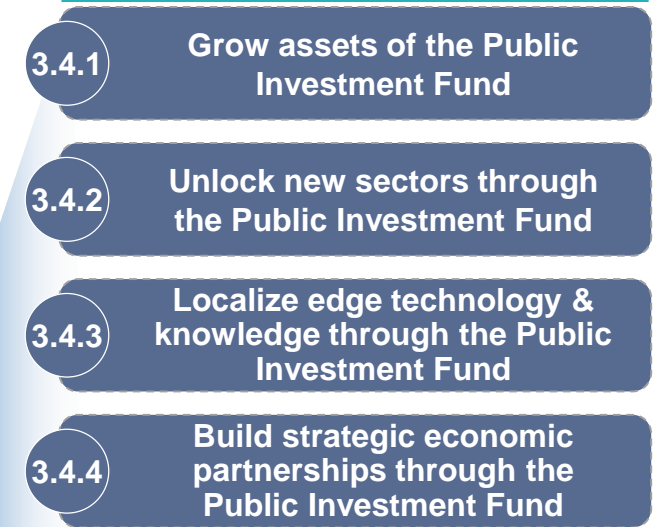 3.4.1
Grow assets of the Public
Investment Fund
3.4.2
Unlock new sectors through
the Public Investment Fund
3.4.3
Localize edge technology &
knowledge through the Public
Investment Fund
3.4.4
Build strategic economic
partnerships through the
Public Investment Fund